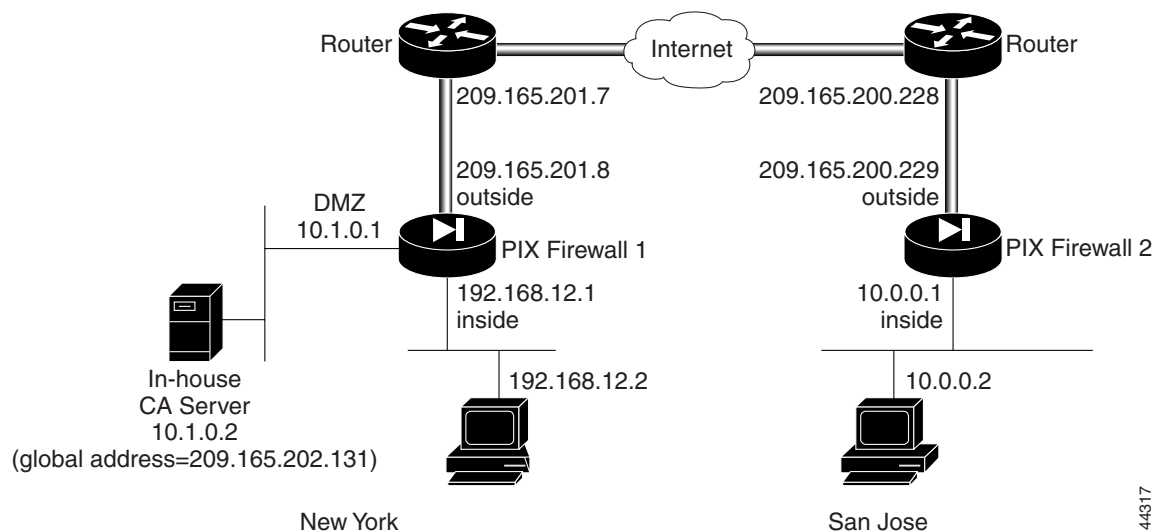 Router
Internet
Router
209.165.201.7
209.165.200.228
209.165.201.8
outside
209.165.200.229
outside
DMZ
10.1.0.1
PIX Firewall 1
PIX Firewall 2
192.168.12.1
inside
10.0.0.1
inside
In-house
CA Server
10.1.0.2
(global address=209.165.202.131)
192.168.12.2
10.0.0.2
New York
San Jose
44317